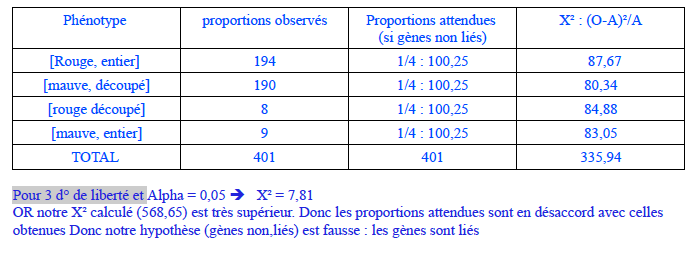 Phénotype proportions observés Proportions attendues (si gènes non liés) X² : (O-A)²/A
[Rouge, entier] 194 1/4 : 100,25 87,67
[mauve, découpé] 190 1/4 : 100,25 80,34
[rouge découpé] 8 1/4 : 100,25 84,88
[mauve, entier] 9 1/4 : 100,25 83,05
TOTAL 401 401 335,94
Pour 3 d° de liberté et Alpha = 0,05 ➔ X² = 7,81
OR notre X² calculé (568,65) est très supérieur. Donc les proportions attendues sont en désaccord avec celles
obtenues Donc notre hypothèse (gènes non,liés) est fausse : les gènes sont liés